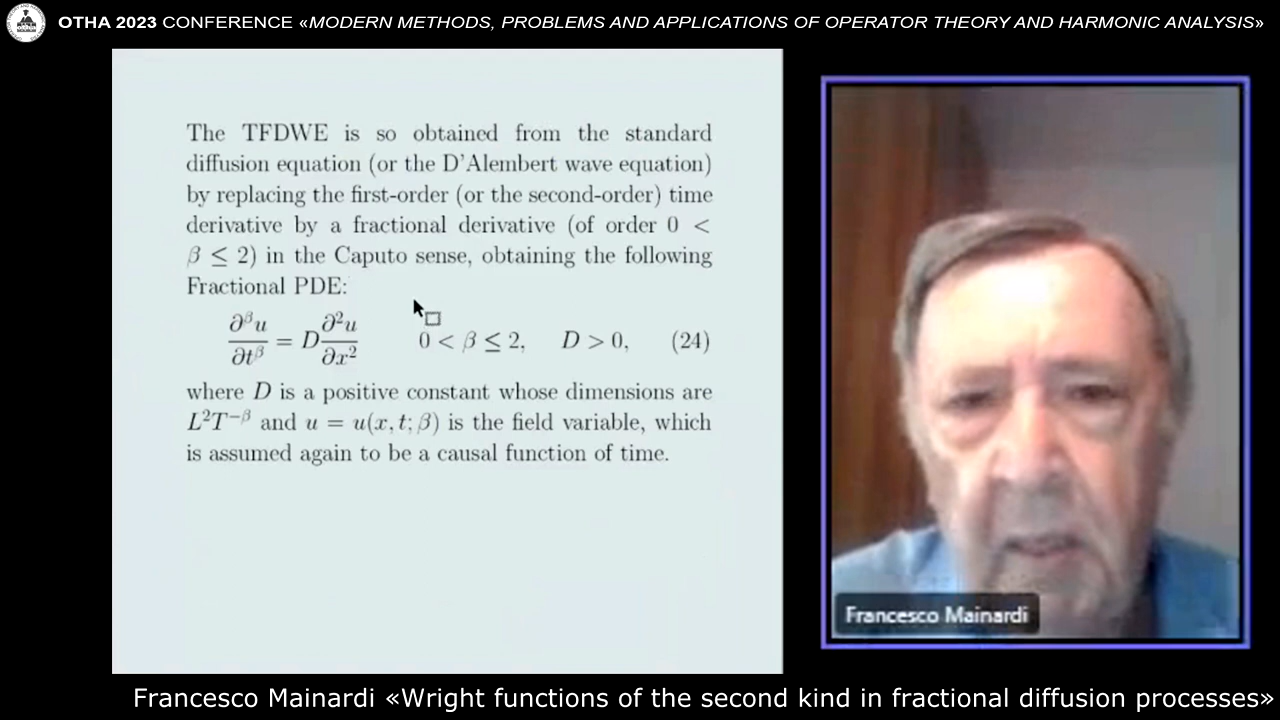 OTHA 2023 CONFERENCE «MODERN METHODS, PROBLEMS AND APPLICATIONS OF OPERATOR THEORY AND HARMONIC ANALYSIS»
The TFDWE is so obtained from the standard
diffusion equation (or the D'Alembert wave equation)
by replacing the first-order (or the second-order) time
derivative by a fractional derivative (of order 0 <
β ≤ 2) in the Caputo sense, obtaining the following
Fractional PDE:
∂^β u / ∂t^β = D ∂²u / ∂x²    0 < β ≤ 2,    D > 0,    (24)
where D is a positive constant whose dimensions are
L²T^{−β} and u = u(x, t; β) is the field variable, which
is assumed again to be a causal function of time.
Francesco Mainardi
Francesco Mainardi «Wright functions of the second kind in fractional diffusion processes»